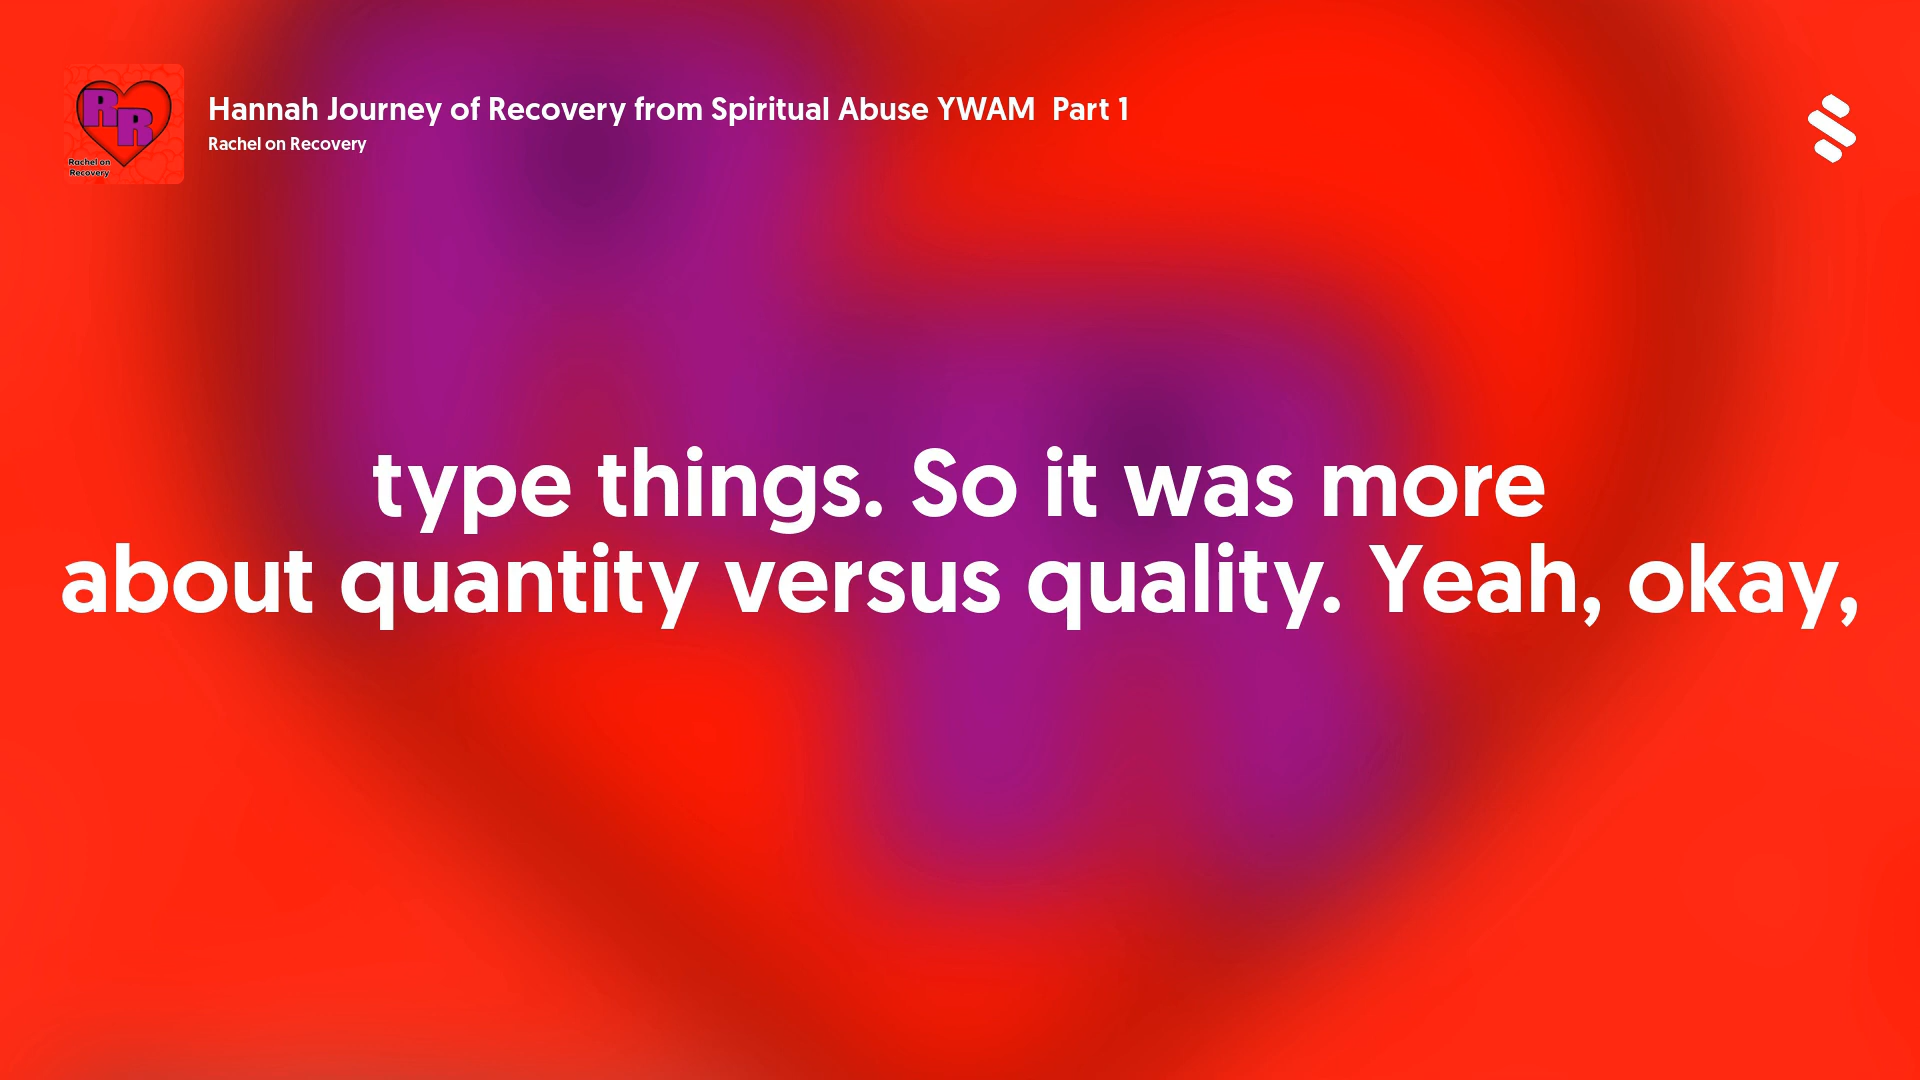 R
R
Rachel on
Recovery
Hannah Journey of Recovery from Spiritual Abuse YWAM  Part 1
Rachel on Recovery
type things. So it was more
about quantity versus quality. Yeah, okay,